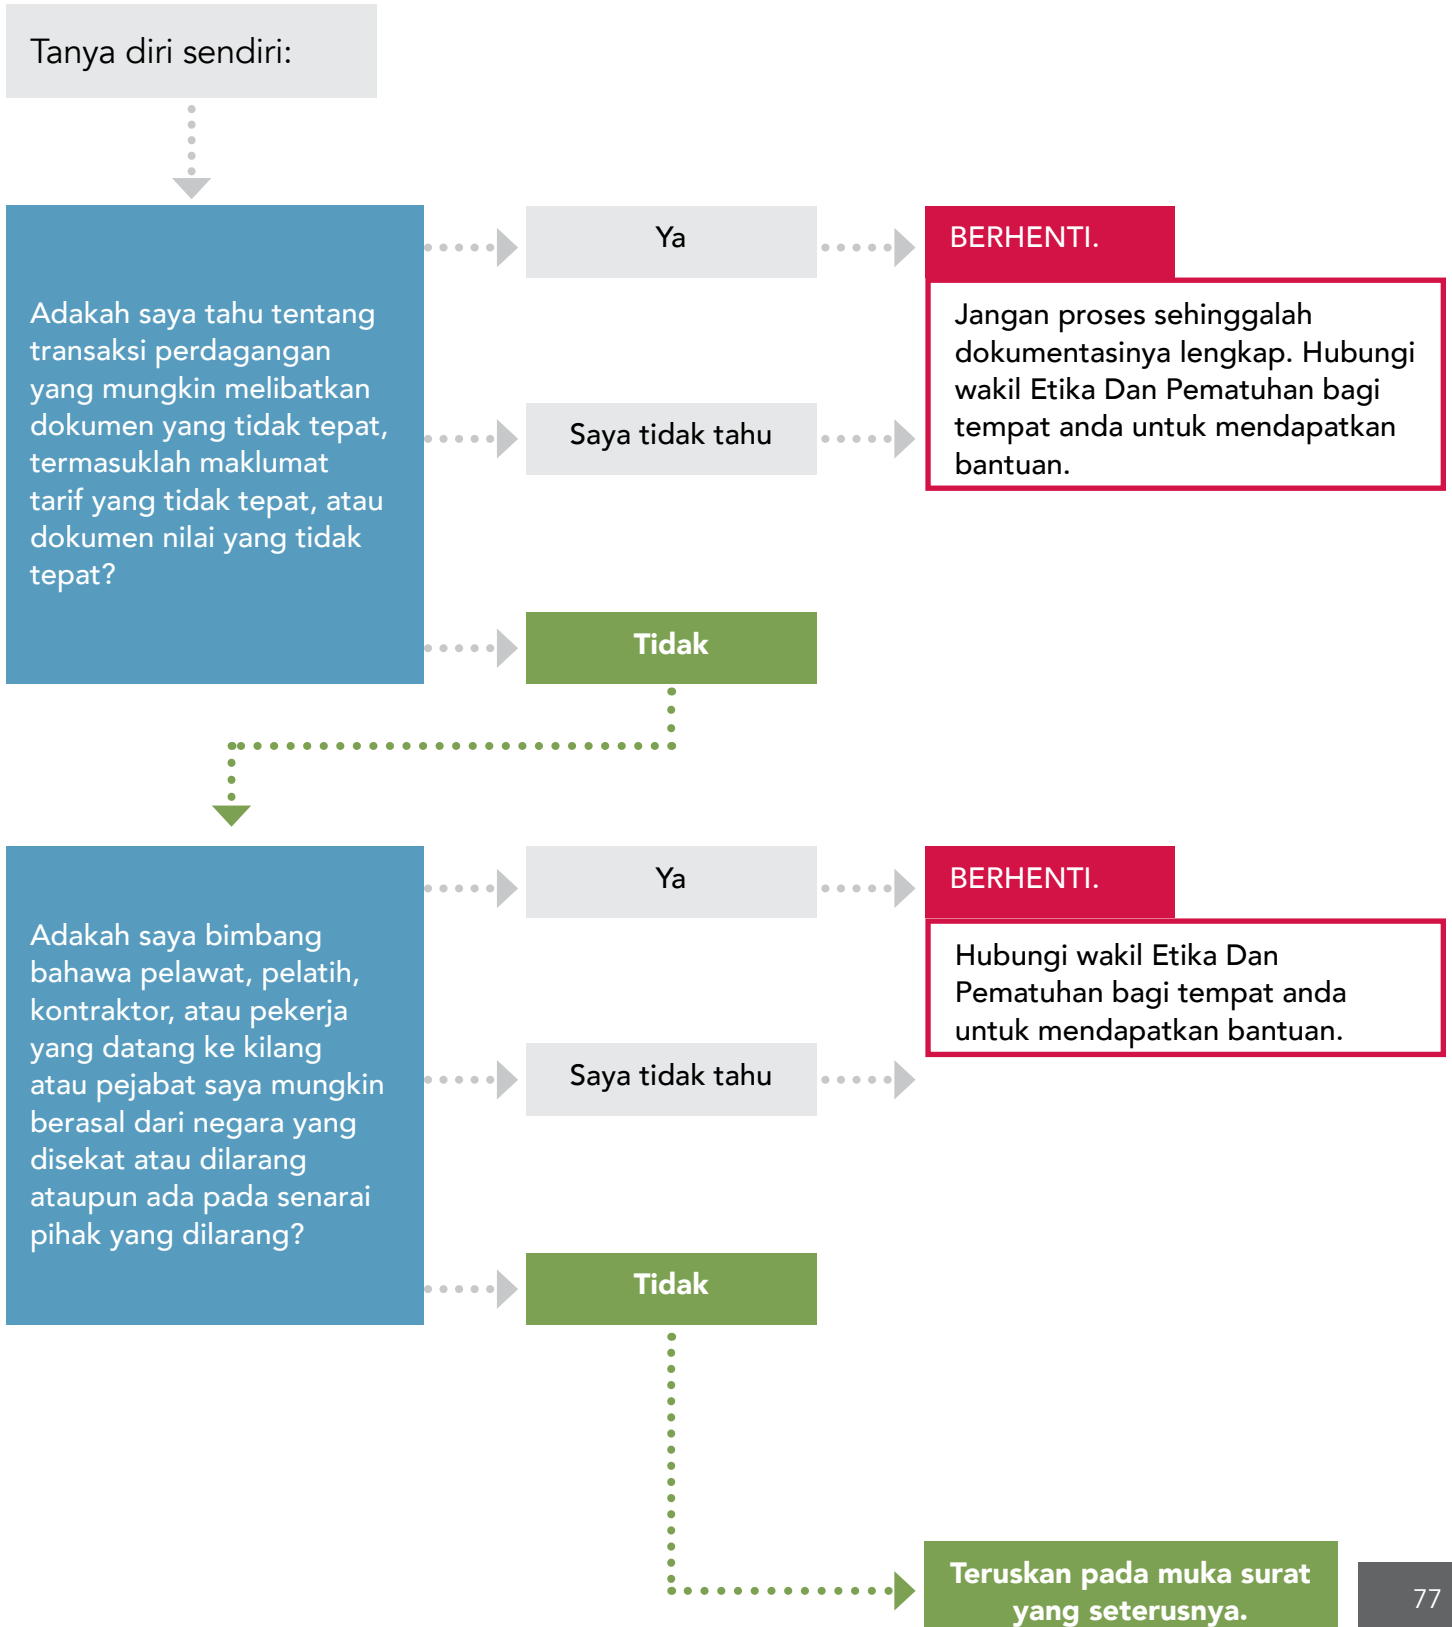 Tanya diri sendiri:
Adakah saya tahu tentang
transaksi perdagangan
yang mungkin melibatkan
dokumen yang tidak tepat,
termasuklah maklumat
tarif yang tidak tepat, atau
dokumen nilai yang tidak
tepat?
Ya
BERHENTI.
Jangan proses sehinggalah
dokumentasinya lengkap. Hubungi
wakil Etika Dan Pematuhan bagi
tempat anda untuk mendapatkan
bantuan.
Saya tidak tahu
Tidak
Adakah saya bimbang
bahawa pelawat, pelatih,
kontraktor, atau pekerja
yang datang ke kilang
atau pejabat saya mungkin
berasal dari negara yang
disekat atau dilarang
ataupun ada pada senarai
pihak yang dilarang?
Ya
BERHENTI.
Hubungi wakil Etika Dan
Pematuhan bagi tempat anda
untuk mendapatkan bantuan.
Saya tidak tahu
Tidak
Teruskan pada muka surat
yang seterusnya.
77